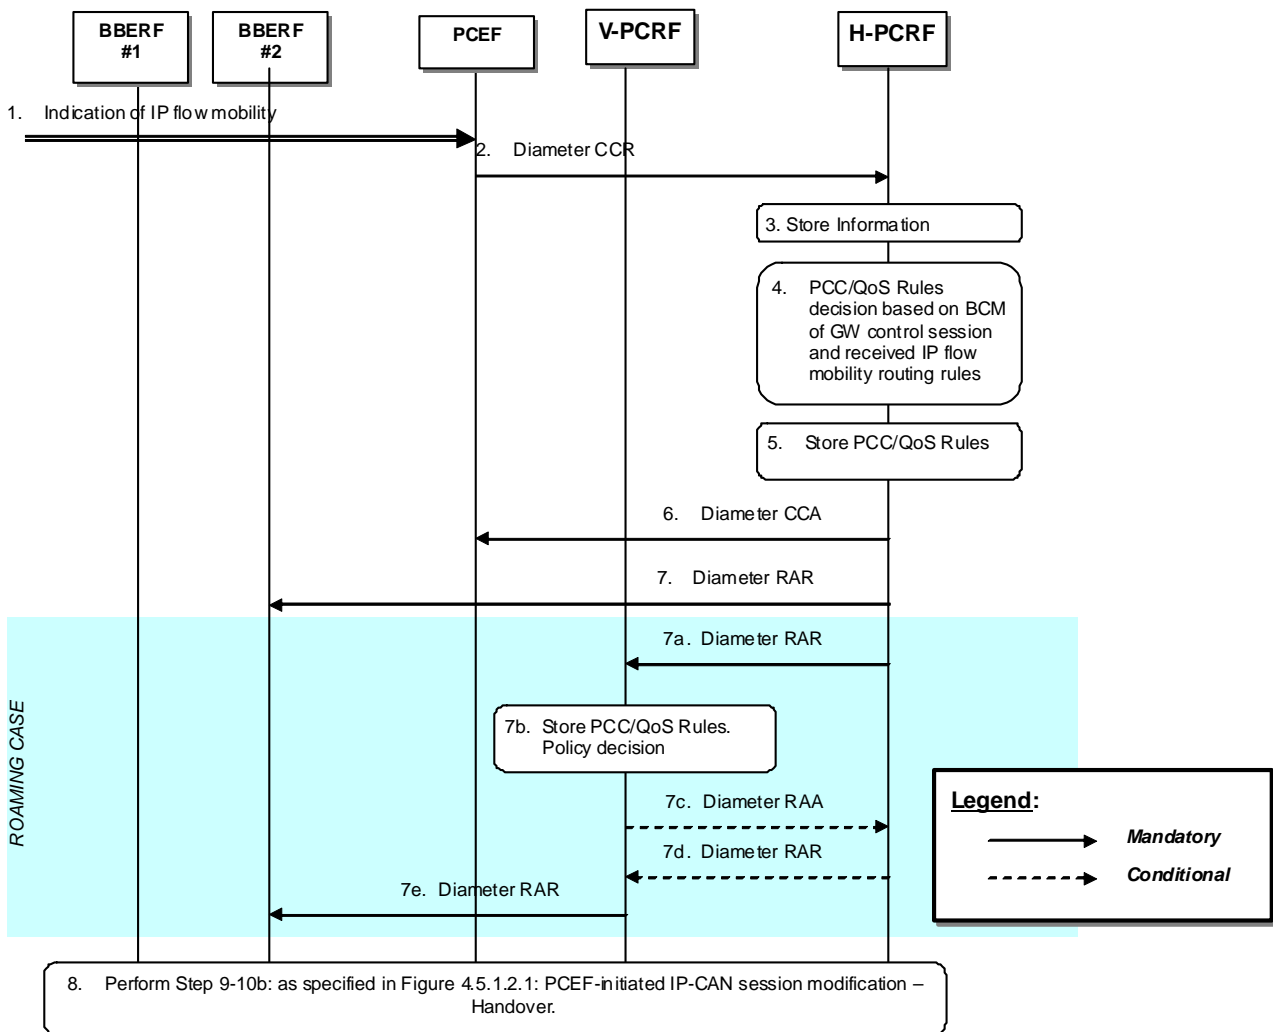 BBERF
#1
BBERF
#2
PCEF
V-PCRF
H-PCRF
1. Indication of IP flow mobility
2. Diameter CCR
3. Store Information
4. PCC/QoS Rules
decision based on BCM
of GW control session
and received IP flow
mobility routing rules
5. Store PCC/QoS Rules
6. Diameter CCA
7. Diameter RAR
7a. Diameter RAR
ROAMING CASE
7b. Store PCC/QoS Rules.
Policy decision
7c. Diameter RAA
7d. Diameter RAR
7e. Diameter RAR
Legend:
Mandatory
Conditional
8. Perform Step 9-10b: as specified in Figure 4.5.1.2.1: PCEF-initiated IP-CAN session modification –
Handover.